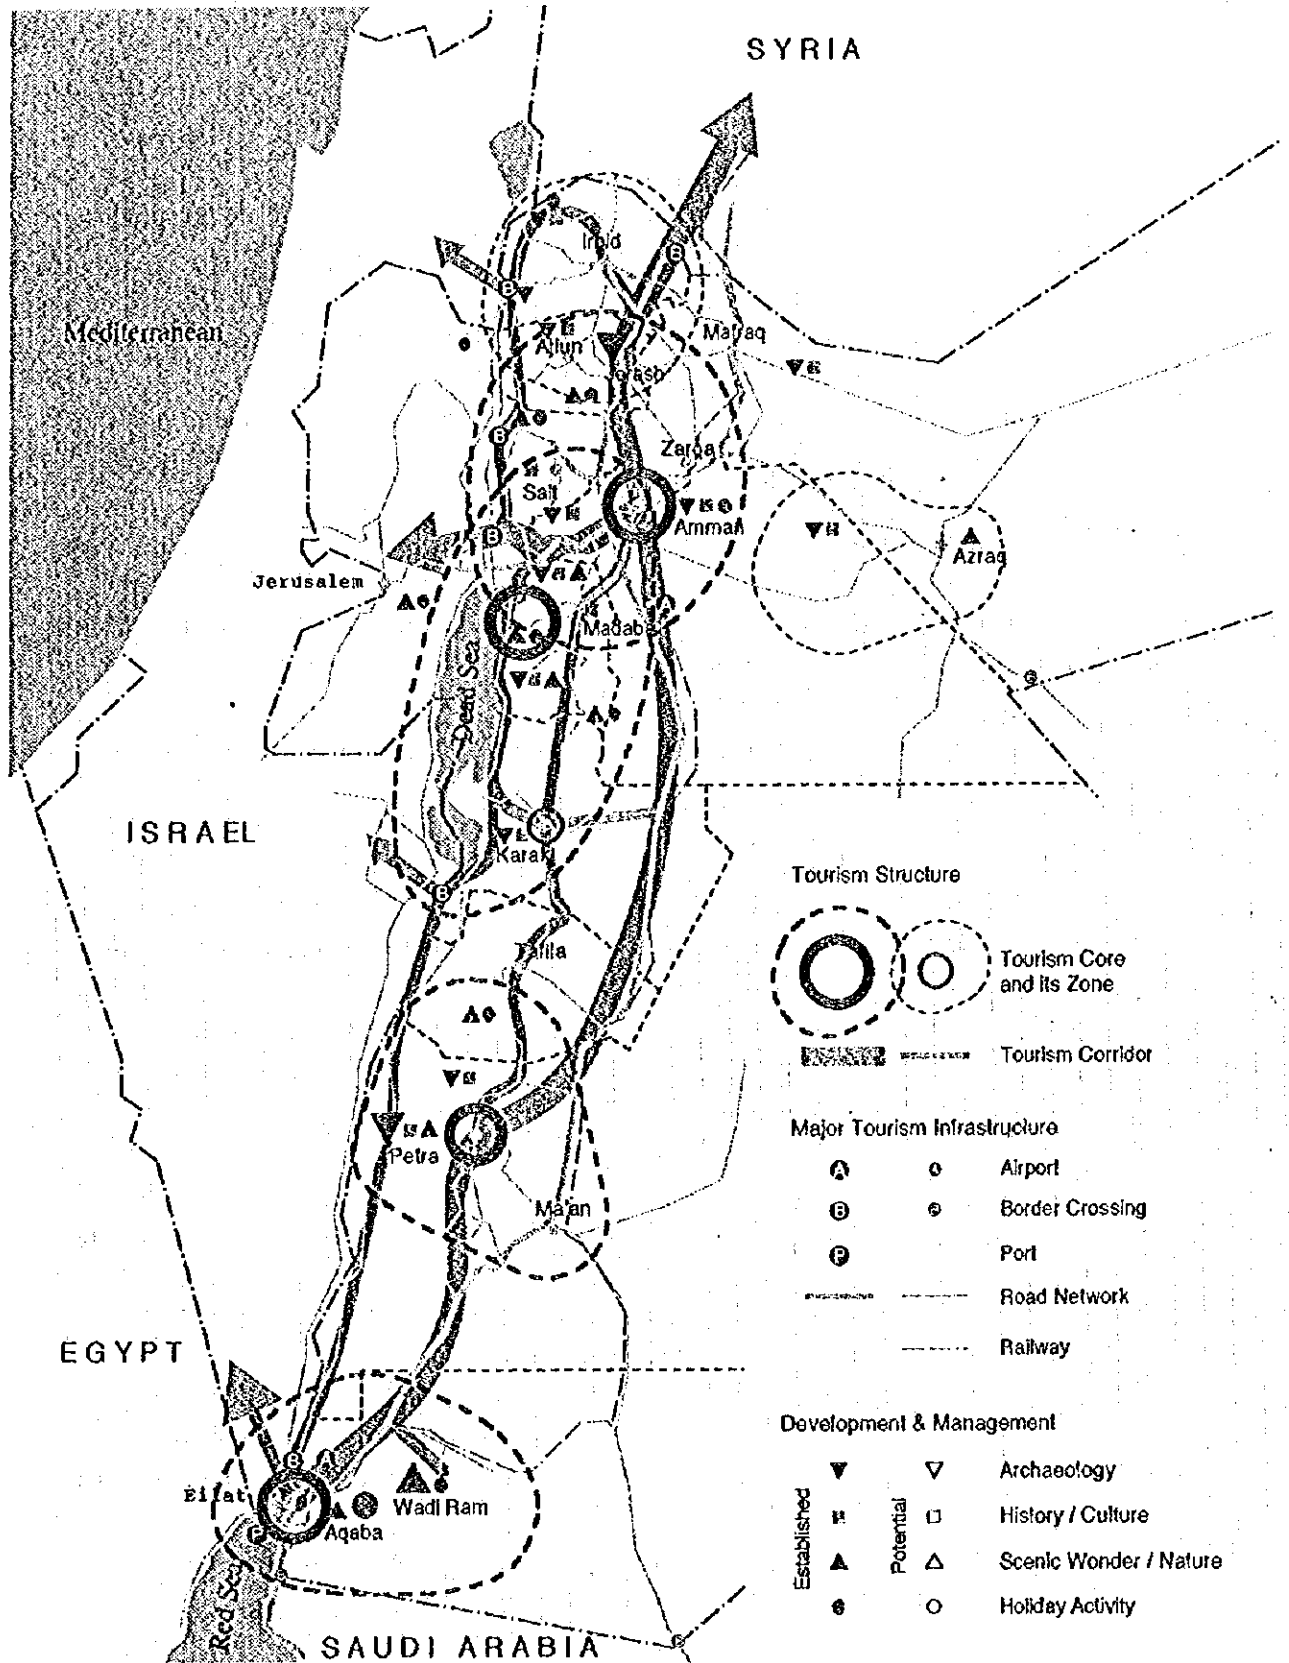 SYRIA
Irbid
Mediterranean
Mafraq
Ajlun
Jerash
Zarqa
Salt
Amman
Azraq
Jerusalem
Madaba
Dead Sea
ISRAEL
Karak
Tafila
Petra
Ma'an
EGYPT
Eilat
Wadi Ram
Aqaba
Red Sea
SAUDI ARABIA
Tourism Structure
Tourism Core
and its Zone
Tourism Corridor
Major Tourism Infrastructure
A Airport
B Border Crossing
P Port
Road Network
Railway
Development & Management
Established
Potential
Archaeology
History / Culture
Scenic Wonder / Nature
Holiday Activity